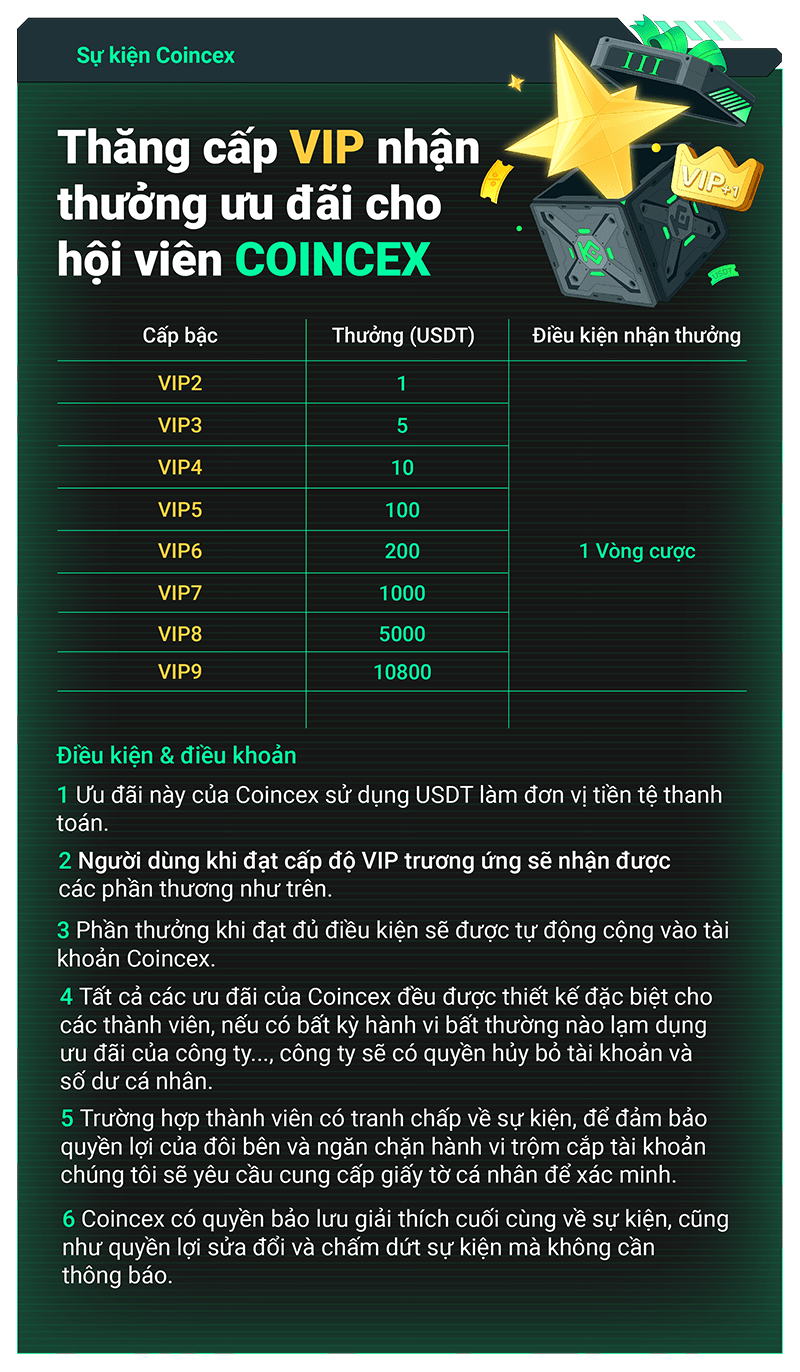 Sự kiện Coincex
III
Thăng cấp VIP nhận
thưởng ưu đãi cho
hội viên COINCEX
VIP+1
USDT
Cấp bậc Thưởng (USDT) Điều kiện nhận thưởng
VIP2 1
VIP3 5
VIP4 10
VIP5 100
VIP6 200 1 Vòng cược
VIP7 1000
VIP8 5000
VIP9 10800
Điều kiện & điều khoản
1 Ưu đãi này của Coincex sử dụng USDT làm đơn vị tiền tệ thanh
toán.
2 Người dùng khi đạt cấp độ VIP trương ứng sẽ nhận được
các phần thương như trên.
3 Phần thưởng khi đạt đủ điều kiện sẽ được tự động cộng vào tài
khoản Coincex.
4 Tất cả các ưu đãi của Coincex đều được thiết kế đặc biệt cho
các thành viên, nếu có bất kỳ hành vi bất thường nào lạm dụng
ưu đãi của công ty..., công ty sẽ có quyền hủy bỏ tài khoản và
số dư cá nhân.
5 Trường hợp thành viên có tranh chấp về sự kiện, để đảm bảo
quyền lợi của đôi bên và ngăn chặn hành vi trộm cắp tài khoản
chúng tôi sẽ yêu cầu cung cấp giấy tờ cá nhân để xác minh.
6 Coincex có quyền bảo lưu giải thích cuối cùng về sự kiện, cũng
như quyền lợi sửa đổi và chấm dứt sự kiện mà không cần
thông báo.